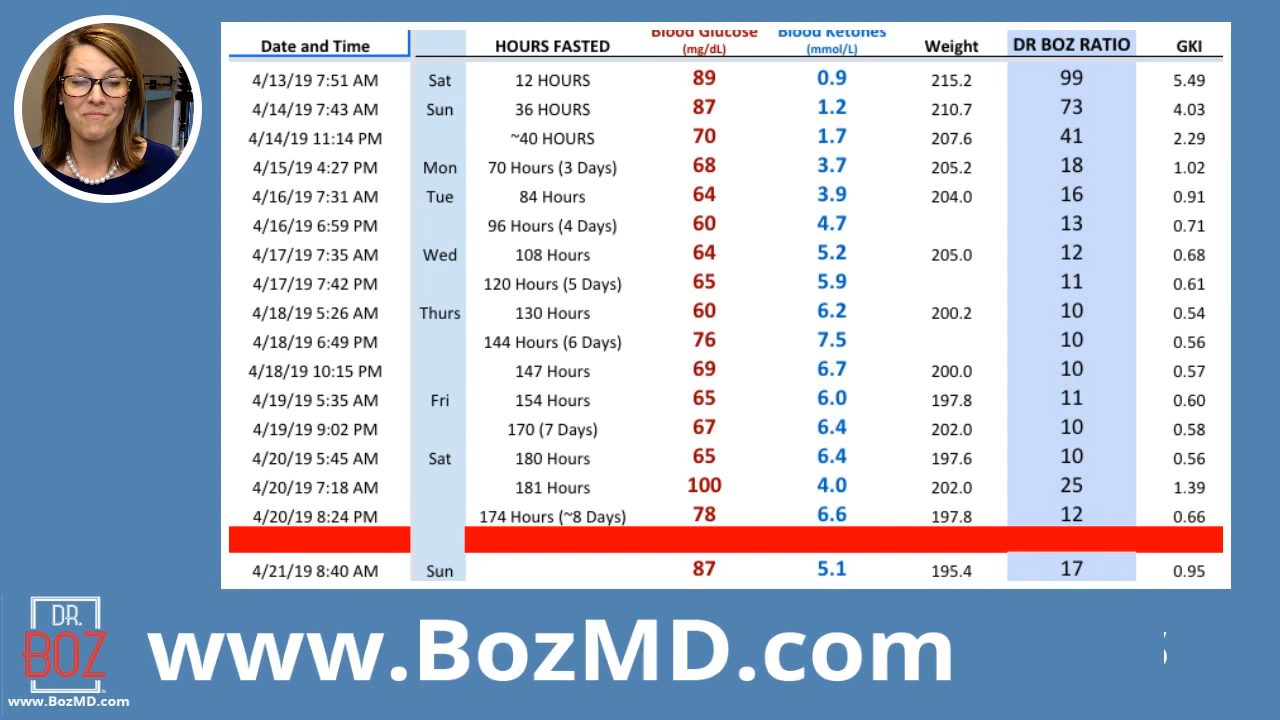 Blood Glucose Blood Ketones
Date and Time HOURS FASTED (mg/dL) (mmol/L) Weight DR BOZ RATIO GKI
4/13/19 7:51 AM Sat 12 HOURS 89 0.9 215.2 99 5.49
4/14/19 7:43 AM Sun 36 HOURS 87 1.2 210.7 73 4.03
4/14/19 11:14 PM ~40 HOURS 70 1.7 207.6 41 2.29
4/15/19 4:27 PM Mon 70 Hours (3 Days) 68 3.7 205.2 18 1.02
4/16/19 7:31 AM Tue 84 Hours 64 3.9 204.0 16 0.91
4/16/19 6:59 PM 96 Hours (4 Days) 60 4.7 13 0.71
4/17/19 7:35 AM Wed 108 Hours 64 5.2 205.0 12 0.68
4/17/19 7:42 PM 120 Hours (5 Days) 65 5.9 11 0.61
4/18/19 5:26 AM Thurs 130 Hours 60 6.2 200.2 10 0.54
4/18/19 6:49 PM 144 Hours (6 Days) 76 7.5 10 0.56
4/18/19 10:15 PM 147 Hours 69 6.7 200.0 10 0.57
4/19/19 5:35 AM Fri 154 Hours 65 6.0 197.8 11 0.60
4/19/19 9:02 PM 170 (7 Days) 67 6.4 202.0 10 0.58
4/20/19 5:45 AM Sat 180 Hours 65 6.4 197.6 10 0.56
4/20/19 7:18 AM 181 Hours 100 4.0 202.0 25 1.39
4/20/19 8:24 PM 174 Hours (~8 Days) 78 6.6 197.8 12 0.66
4/21/19 8:40 AM Sun 87 5.1 195.4 17 0.95
DR.
BOZ
www.BozMD.com
www.BozMD.com